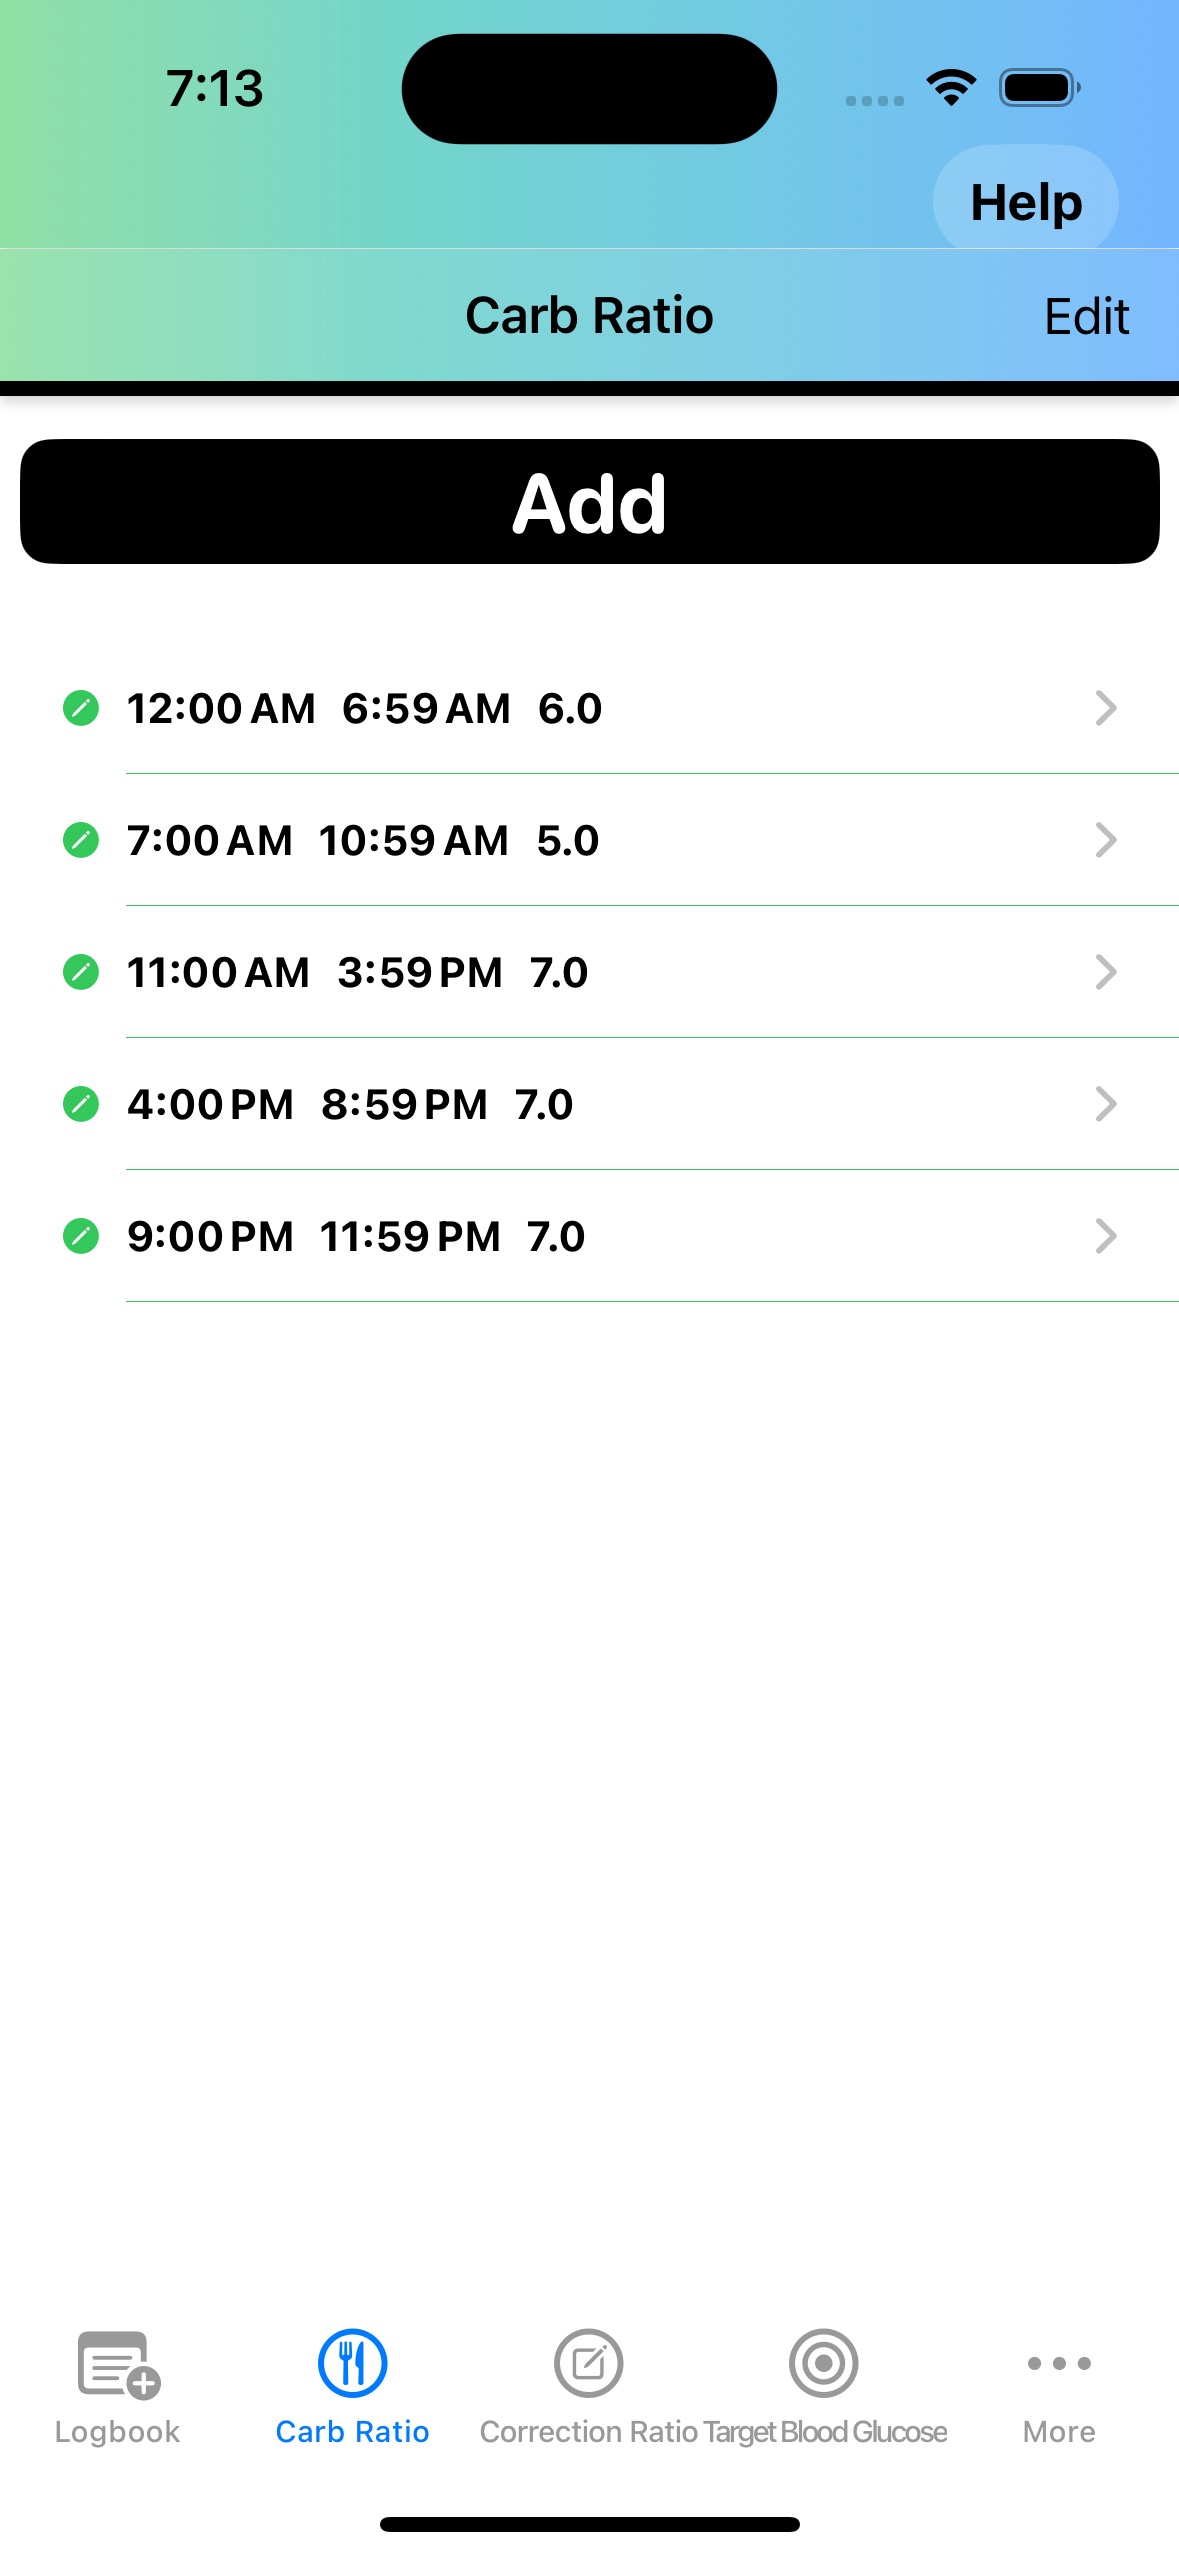 7:13
Help
Carb Ratio
Edit
Add
12:00 AM 6:59 AM 6.0
7:00 AM 10:59 AM 5.0
11:00 AM 3:59 PM 7.0
4:00 PM 8:59 PM 7.0
9:00 PM 11:59 PM 7.0
Logbook
Carb Ratio
Correction Ratio
Target Blood Glucose
More